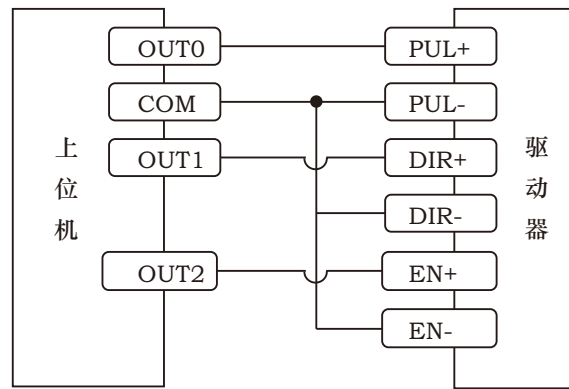 OUT0
PUL+
COM
PUL-
上位机
OUT1
DIR+
驱动器
DIR-
OUT2
EN+
EN-